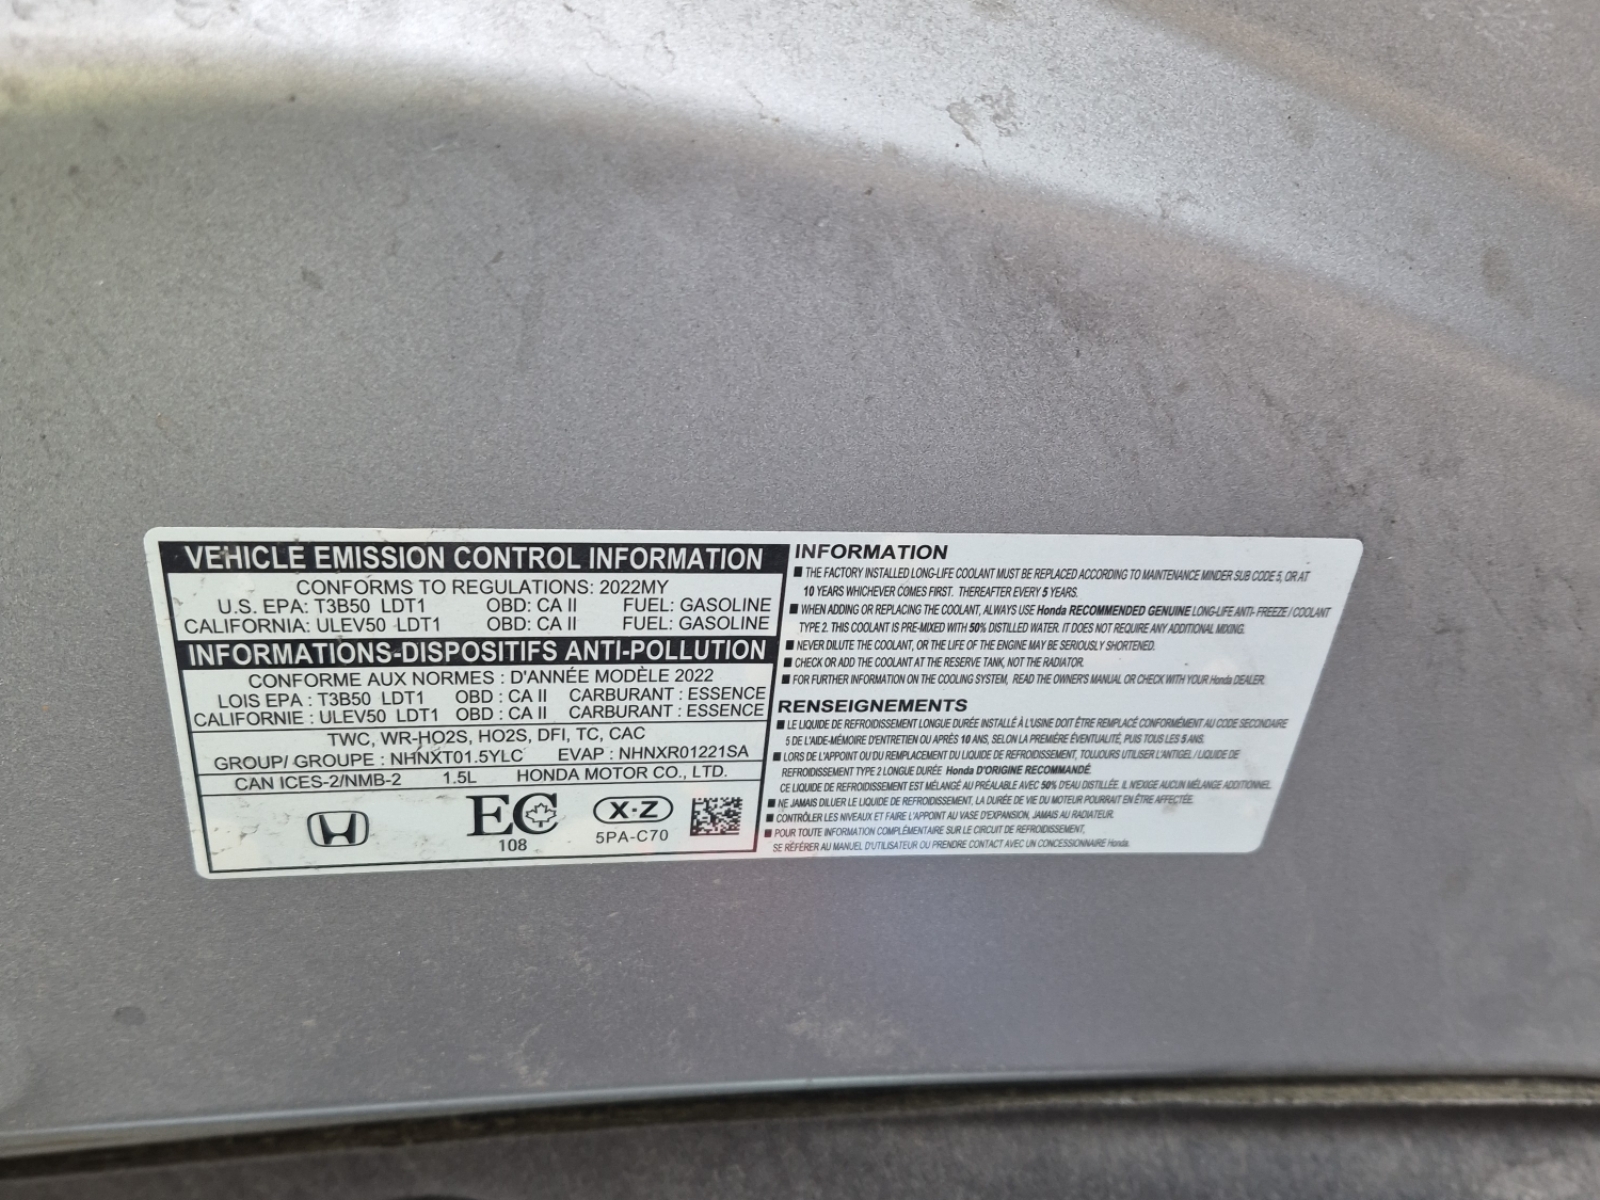 VEHICLE EMISSION CONTROL INFORMATION
CONFORMS TO REGULATIONS: 2022MY
U.S. EPA: T3B50 LDT1 OBD: CA II FUEL: GASOLINE
CALIFORNIA: ULEV50 LDT1 OBD: CA II FUEL: GASOLINE
INFORMATIONS-DISPOSITIFS ANTI-POLLUTION
CONFORME AUX NORMES : D'ANNÉE MODÈLE 2022
LOIS EPA : T3B50 LDT1 OBD : CA II CARBURANT : ESSENCE
CALIFORNIE : ULEV50 LDT1 OBD : CA II CARBURANT : ESSENCE
TWC, WR-HO2S, HO2S, DFI, TC, CAC
GROUP/ GROUPE : NHNXT01.5YLC EVAP : NHNXR01221SA
CAN ICES-2/NMB-2 1.5L HONDA MOTOR CO., LTD.
EC X·Z
108 5PA-C70
INFORMATION
■ THE FACTORY INSTALLED LONG-LIFE COOLANT MUST BE REPLACED ACCORDING TO MAINTENANCE MINDER SUB CODE 5, OR AT
10 YEARS WHICHEVER COMES FIRST. THEREAFTER EVERY 5 YEARS.
■ WHEN ADDING OR REPLACING THE COOLANT, ALWAYS USE Honda RECOMMENDED GENUINE LONG-LIFE ANTI- FREEZE / COOLANT
TYPE 2. THIS COOLANT IS PRE-MIXED WITH 50% DISTILLED WATER. IT DOES NOT REQUIRE ANY ADDITIONAL MIXING.
■ NEVER DILUTE THE COOLANT, OR THE LIFE OF THE ENGINE MAY BE SERIOUSLY SHORTENED.
■ CHECK OR ADD THE COOLANT AT THE RESERVE TANK, NOT THE RADIATOR.
■ FOR FURTHER INFORMATION ON THE COOLING SYSTEM, READ THE OWNER'S MANUAL OR CHECK WITH YOUR Honda DEALER.
RENSEIGNEMENTS
■ LE LIQUIDE DE REFROIDISSEMENT LONGUE DURÉE INSTALLÉ À L'USINE DOIT ÊTRE REMPLACÉ CONFORMÉMENT AU CODE SECONDAIRE
5 DE L'AIDE-MÉMOIRE D'ENTRETIEN OU APRÈS 10 ANS, SELON LA PREMIÈRE ÉVENTUALITÉ, PUIS TOUS LES 5 ANS.
■ LORS DE L'APPOINT OU DU REMPLACEMENT DU LIQUIDE DE REFROIDISSEMENT, TOUJOURS UTILISER L'ANTIGEL / LIQUIDE DE
REFROIDISSEMENT TYPE 2 LONGUE DURÉE Honda D'ORIGINE RECOMMANDÉ.
CE LIQUIDE DE REFROIDISSEMENT EST MÉLANGÉ AU PRÉALABLE AVEC 50% D'EAU DISTILLÉE. IL N'EXIGE AUCUN MÉLANGE ADDITIONNEL.
■ NE JAMAIS DILUER LE LIQUIDE DE REFROIDISSEMENT, LA DURÉE DE VIE DU MOTEUR POURRAIT EN ÊTRE AFFECTÉE.
■ CONTRÔLER LES NIVEAUX ET FAIRE L'APPOINT AU VASE D'EXPANSION, JAMAIS AU RADIATEUR.
■ POUR TOUTE INFORMATION COMPLÉMENTAIRE SUR LE CIRCUIT DE REFROIDISSEMENT,
SE RÉFÉRER AU MANUEL D'UTILISATEUR OU PRENDRE CONTACT AVEC UN CONCESSIONNAIRE Honda.